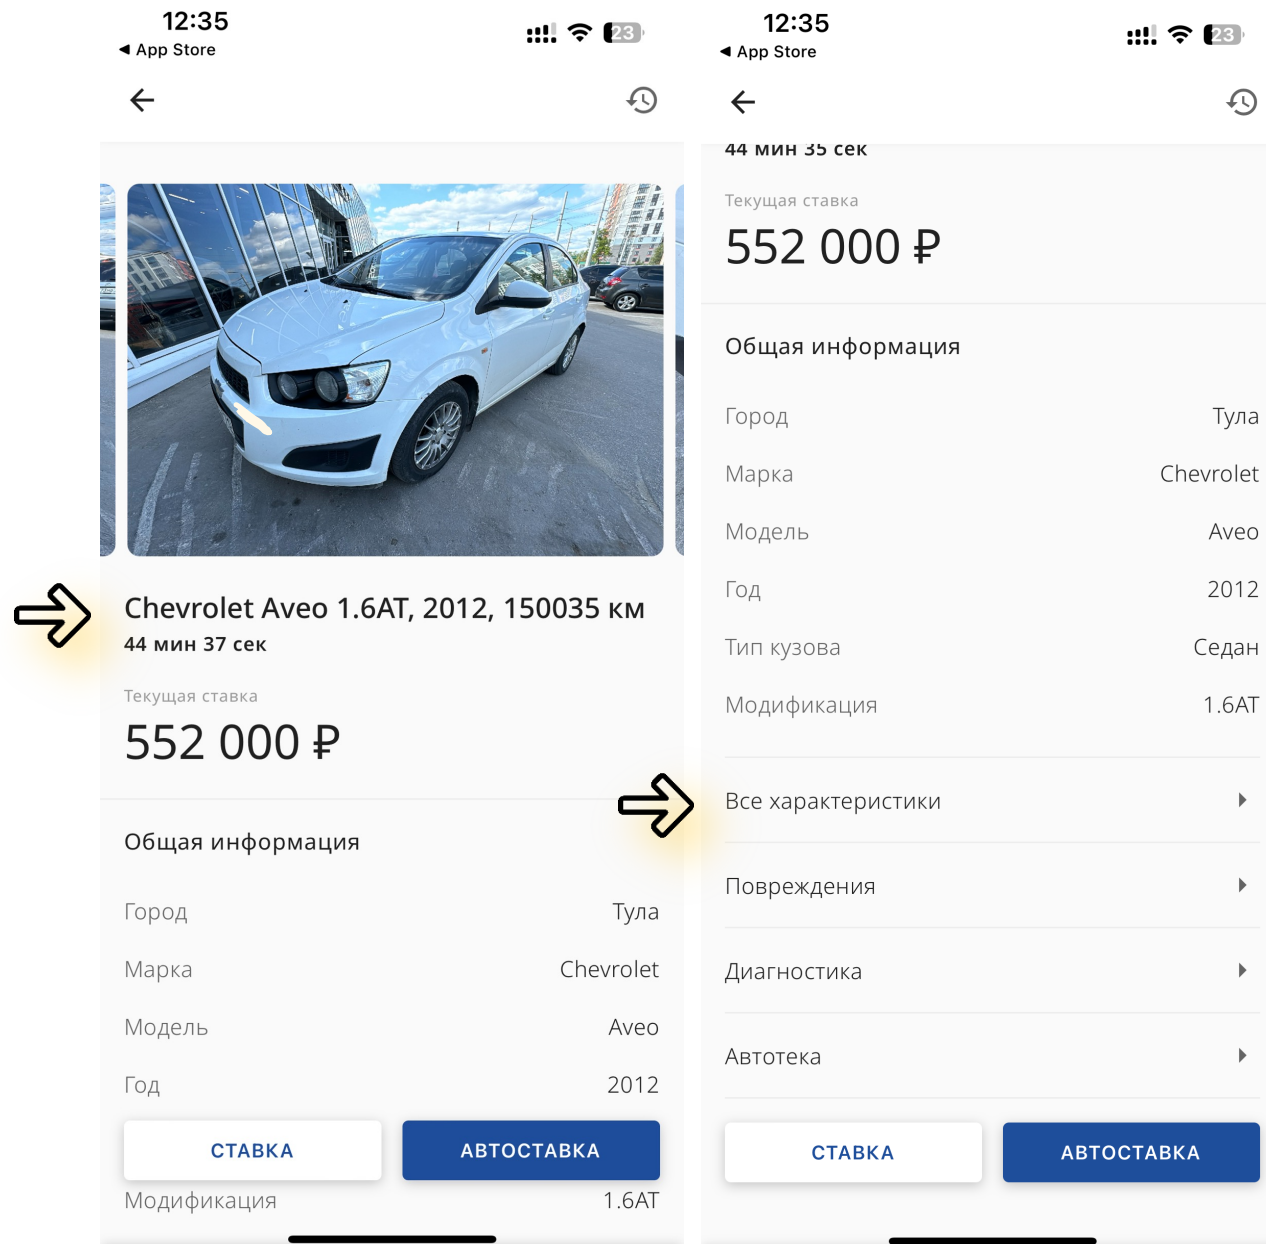 12:35
23
◀ App Store
Chevrolet Aveo 1.6AT, 2012, 150035 км
44 мин 37 сек
Текущая ставка
552 000 ₽
Общая информация
Город Тула
Марка Chevrolet
Модель Aveo
Год 2012
СТАВКА АВТОСТАВКА
Модификация 1.6AT
12:35
23
◀ App Store
44 мин 35 сек
Текущая ставка
552 000 ₽
Общая информация
Город Тула
Марка Chevrolet
Модель Aveo
Год 2012
Тип кузова Седан
Модификация 1.6AT
Все характеристики
Повреждения
Диагностика
Автотека
СТАВКА АВТОСТАВКА